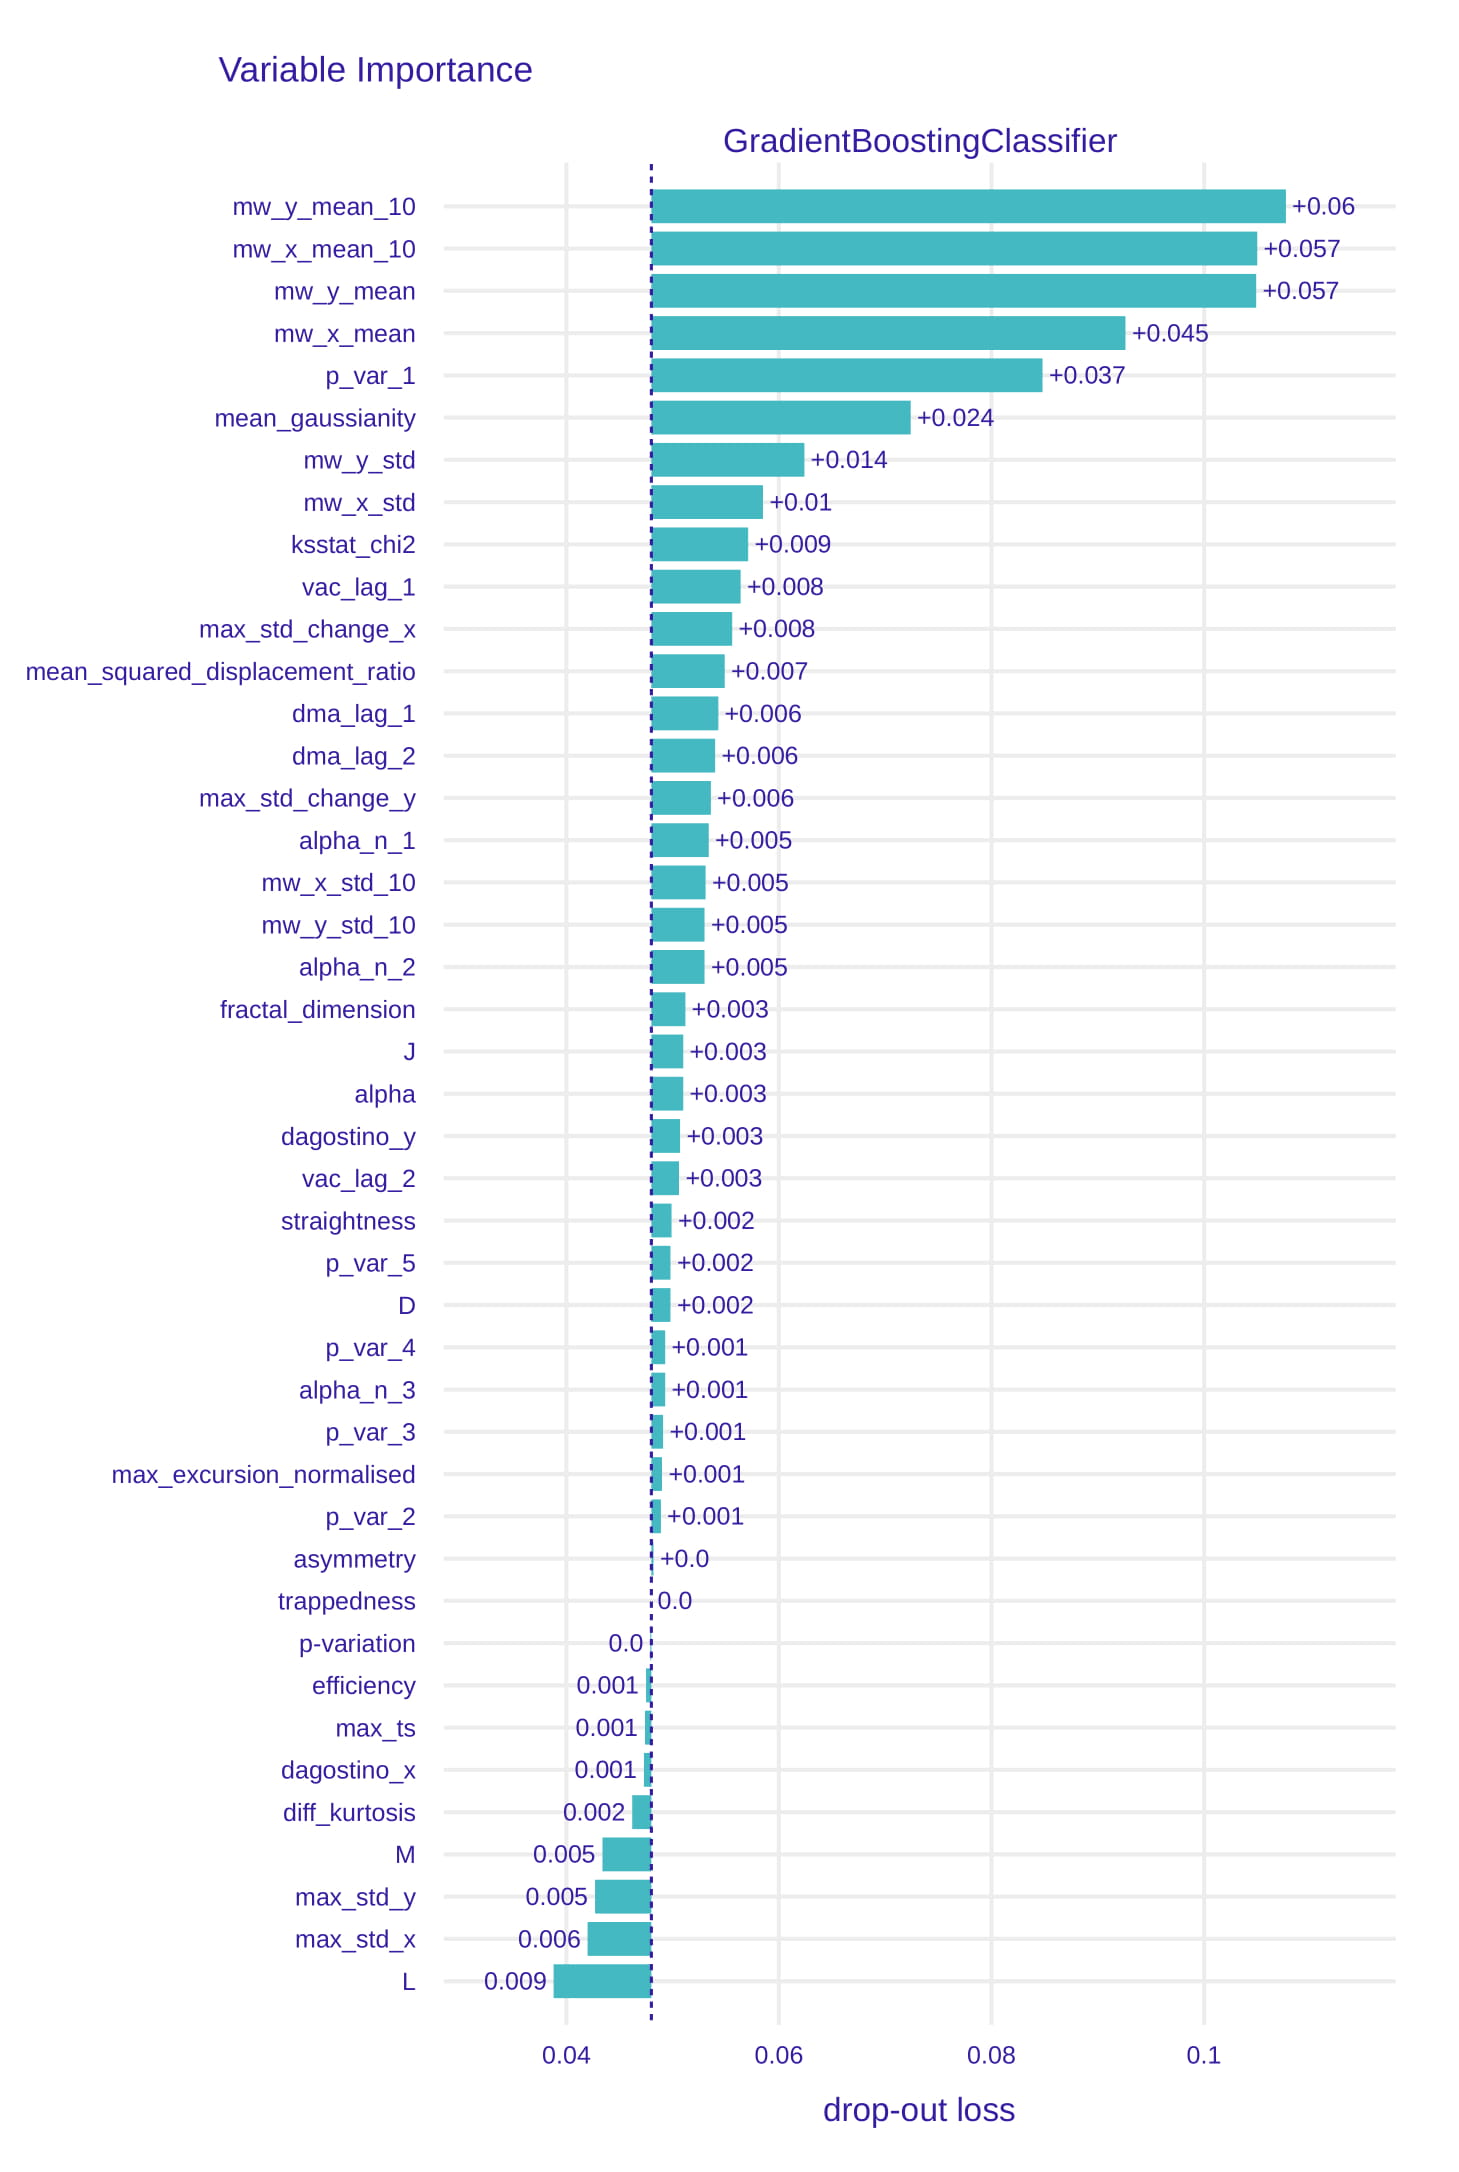 Variable Importance
GradientBoostingClassifier
mw_y_mean_10 +0.06
mw_x_mean_10 +0.057
mw_y_mean +0.057
mw_x_mean +0.045
p_var_1 +0.037
mean_gaussianity +0.024
mw_y_std +0.014
mw_x_std +0.01
ksstat_chi2 +0.009
vac_lag_1 +0.008
max_std_change_x +0.008
mean_squared_displacement_ratio +0.007
dma_lag_1 +0.006
dma_lag_2 +0.006
max_std_change_y +0.006
alpha_n_1 +0.005
mw_x_std_10 +0.005
mw_y_std_10 +0.005
alpha_n_2 +0.005
fractal_dimension +0.003
J +0.003
alpha +0.003
dagostino_y +0.003
vac_lag_2 +0.003
straightness +0.002
p_var_5 +0.002
D +0.002
p_var_4 +0.001
alpha_n_3 +0.001
p_var_3 +0.001
max_excursion_normalised +0.001
p_var_2 +0.001
asymmetry +0.0
trappedness 0.0
p-variation 0.0
efficiency 0.001
max_ts 0.001
dagostino_x 0.001
diff_kurtosis 0.002
M 0.005
max_std_y 0.005
max_std_x 0.006
L 0.009
0.04 0.06 0.08 0.1
drop-out loss